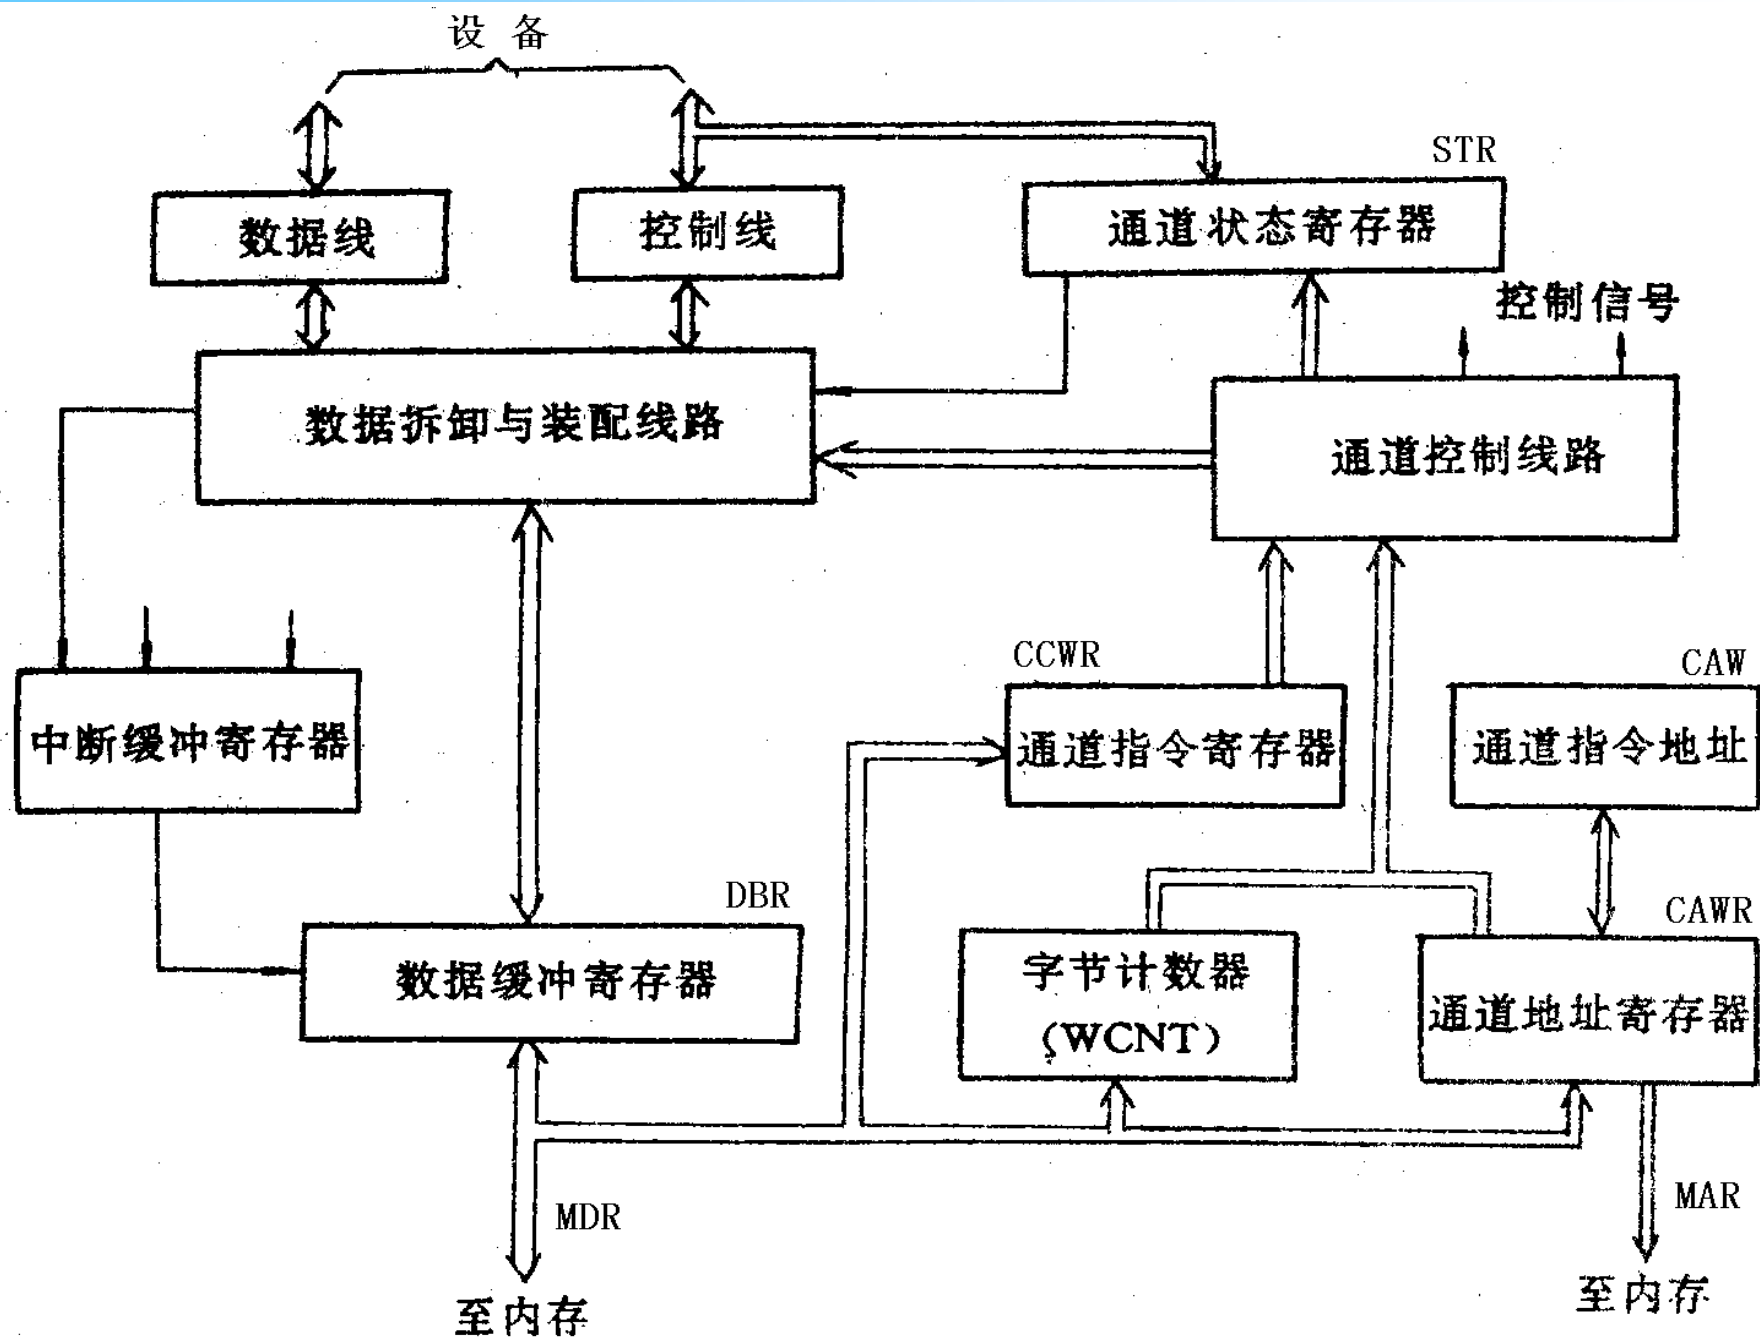 设 备
STR
数据线
控制线
通道状态寄存器
控制信号
数据拆卸与装配线路
通道控制线路
CCWR
CAW
中断缓冲寄存器
通道指令寄存器
通道指令地址
DBR
CAWR
数据缓冲寄存器
字节计数器
(WCNT)
通道地址寄存器
MDR
MAR
至内存
至内存